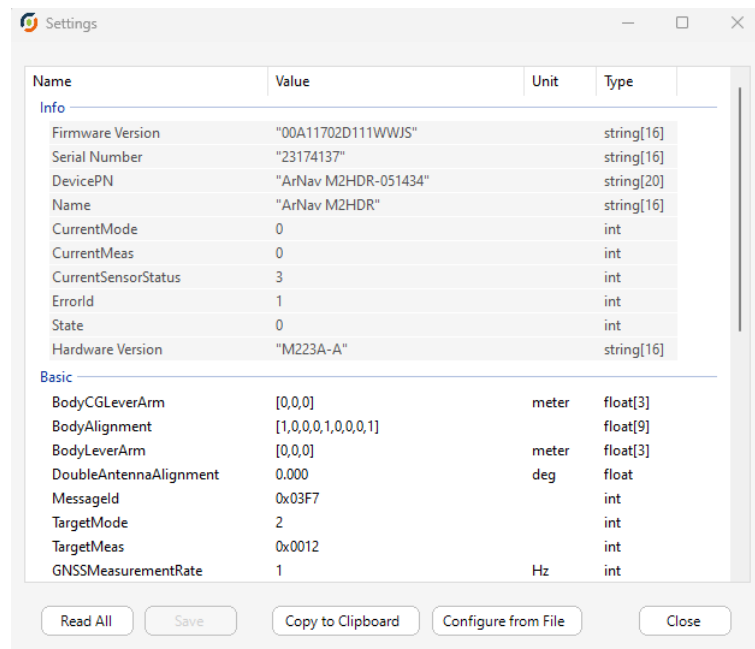 Settings
Name Value Unit Type
Info
Firmware Version "00A11702D111WWJS" string[16]
Serial Number "23174137" string[16]
DevicePN "ArNav M2HDR-051434" string[20]
Name "ArNav M2HDR" string[16]
CurrentMode 0 int
CurrentMeas 0 int
CurrentSensorStatus 3 int
ErrorId 1 int
State 0 int
Hardware Version "M223A-A" string[16]
Basic
BodyCGLeverArm [0,0,0] meter float[3]
BodyAlignment [1,0,0,0,1,0,0,0,1] float[9]
BodyLeverArm [0,0,0] meter float[3]
DoubleAntennaAlignment 0.000 deg float
MessageId 0x03F7 int
TargetMode 2 int
TargetMeas 0x0012 int
GNSSMeasurementRate 1 Hz int
Read All Save Copy to Clipboard Configure from File Close